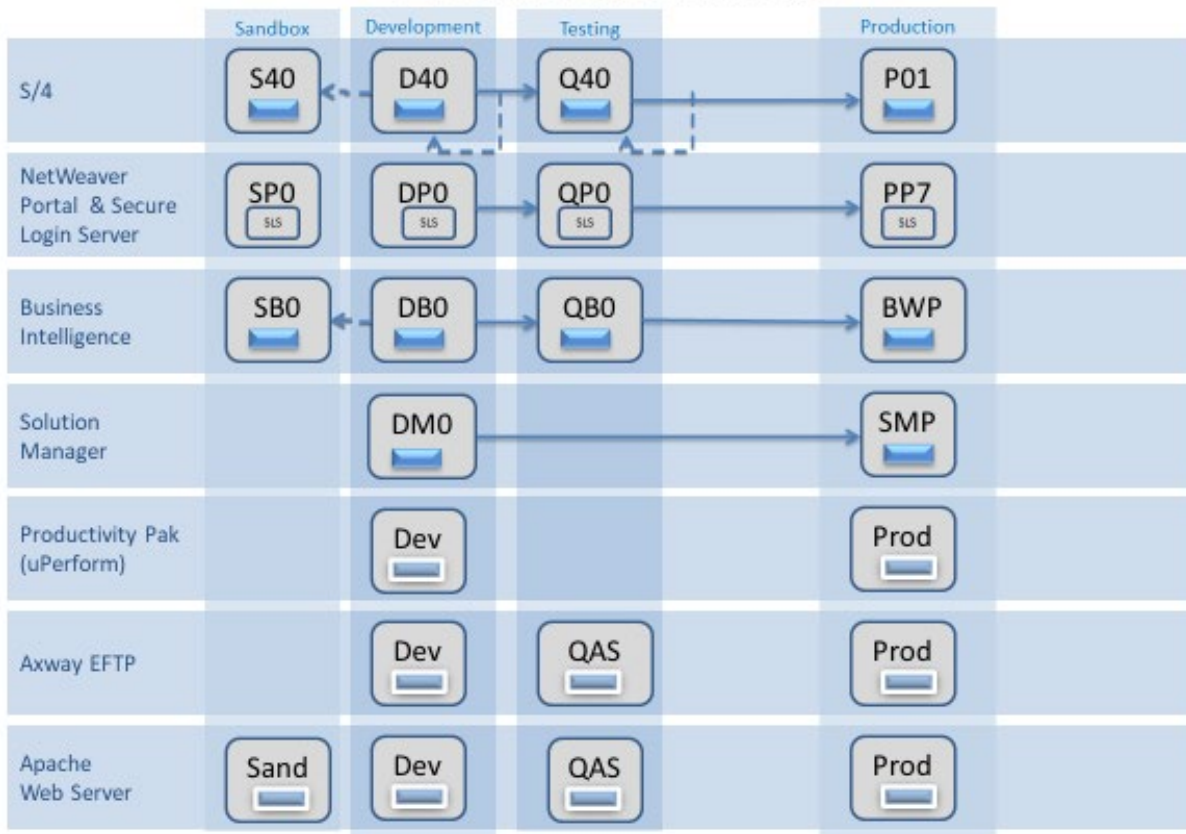 Sandbox Development Testing Production
S/4
S40 D40 Q40 P01
NetWeaver
Portal & Secure
Login Server
SP0 DP0 QP0 PP7
SLS SLS SLS SLS
Business
Intelligence
SB0 DB0 QB0 BWP
Solution
Manager
DM0 SMP
Productivity Pak
(uPerform)
Dev Prod
Axway EFTP
Dev QAS Prod
Apache
Web Server
Sand Dev QAS Prod